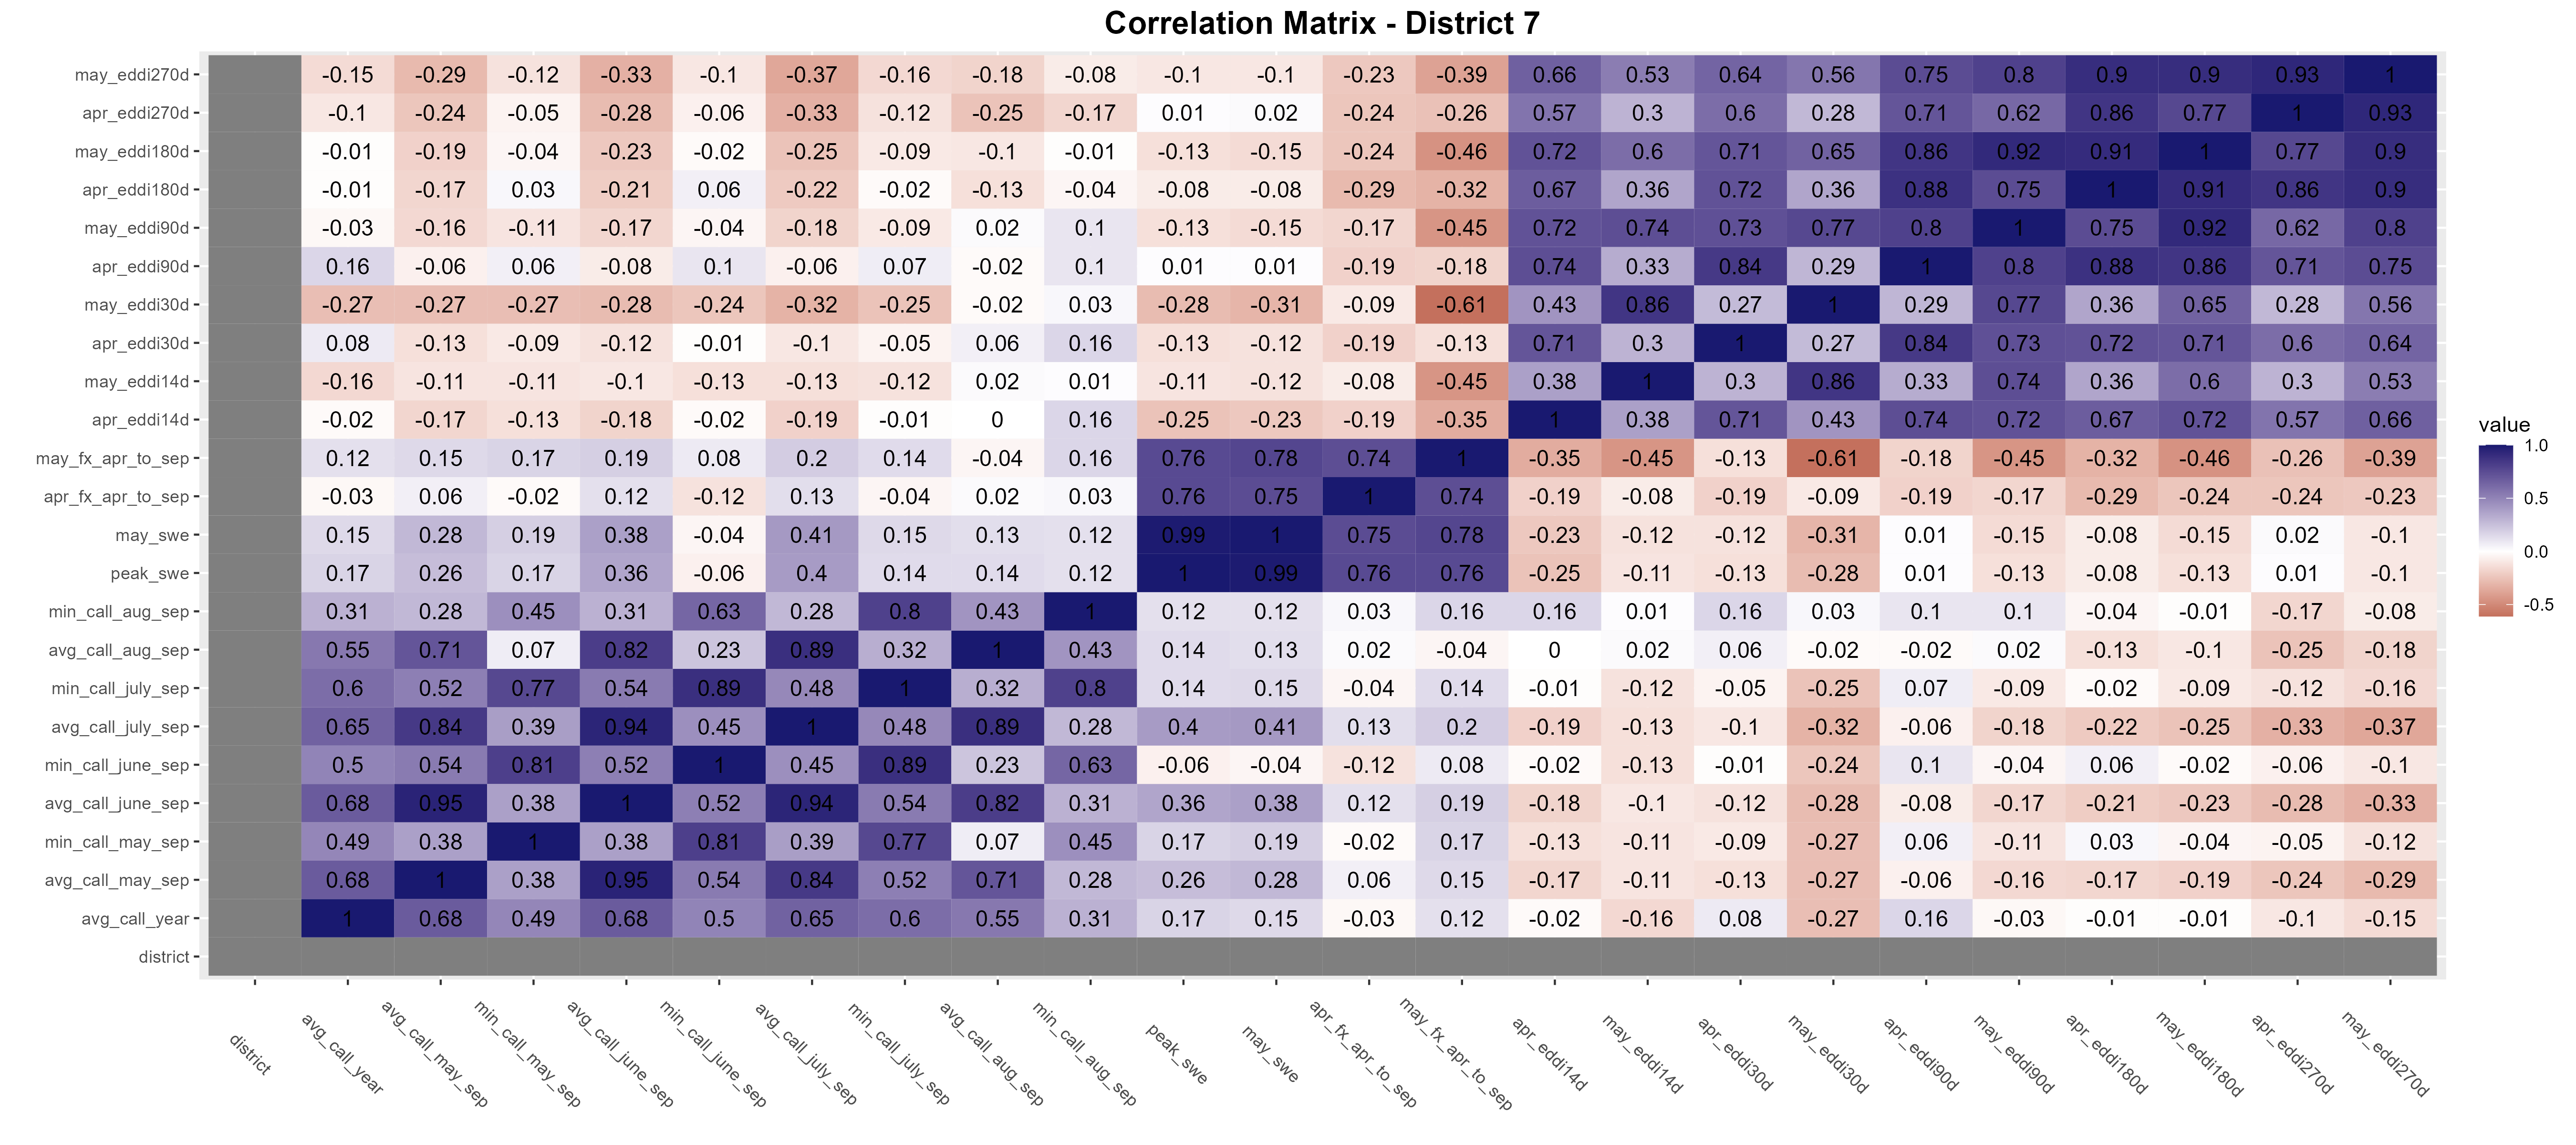 Correlation Matrix - District 7
may_eddi270d -0.15 -0.29 -0.12 -0.33 -0.1 -0.37 -0.16 -0.18 -0.08 -0.1 -0.1 -0.23 -0.39 0.66 0.53 0.64 0.56 0.75 0.8 0.9 0.9 0.93 1
apr_eddi270d -0.1 -0.24 -0.05 -0.28 -0.06 -0.33 -0.12 -0.25 -0.17 0.01 0.02 -0.24 -0.26 0.57 0.3 0.6 0.28 0.71 0.62 0.86 0.77 1 0.93
may_eddi180d -0.01 -0.19 -0.04 -0.23 -0.02 -0.25 -0.09 -0.1 -0.01 -0.13 -0.15 -0.24 -0.46 0.72 0.6 0.71 0.65 0.86 0.92 0.91 1 0.77 0.9
apr_eddi180d -0.01 -0.17 0.03 -0.21 0.06 -0.22 -0.02 -0.13 -0.04 -0.08 -0.08 -0.29 -0.32 0.67 0.36 0.72 0.36 0.88 0.75 1 0.91 0.86 0.9
may_eddi90d -0.03 -0.16 -0.11 -0.17 -0.04 -0.18 -0.09 0.02 0.1 -0.13 -0.15 -0.17 -0.45 0.72 0.74 0.73 0.77 0.8 1 0.75 0.92 0.62 0.8
apr_eddi90d 0.16 -0.06 0.06 -0.08 0.1 -0.06 0.07 -0.02 0.1 0.01 0.01 -0.19 -0.18 0.74 0.33 0.84 0.29 1 0.8 0.88 0.86 0.71 0.75
may_eddi30d -0.27 -0.27 -0.27 -0.28 -0.24 -0.32 -0.25 -0.02 0.03 -0.28 -0.31 -0.09 -0.61 0.43 0.86 0.27 1 0.29 0.77 0.36 0.65 0.28 0.56
apr_eddi30d 0.08 -0.13 -0.09 -0.12 -0.01 -0.1 -0.05 0.06 0.16 -0.13 -0.12 -0.19 -0.13 0.71 0.3 1 0.27 0.84 0.73 0.72 0.71 0.6 0.64
may_eddi14d -0.16 -0.11 -0.11 -0.1 -0.13 -0.13 -0.12 0.02 0.01 -0.11 -0.12 -0.08 -0.45 0.38 1 0.3 0.86 0.33 0.74 0.36 0.6 0.3 0.53
apr_eddi14d -0.02 -0.17 -0.13 -0.18 -0.02 -0.19 -0.01 0 0.16 -0.25 -0.23 -0.19 -0.35 1 0.38 0.71 0.43 0.74 0.72 0.67 0.72 0.57 0.66
may_fx_apr_to_sep 0.12 0.15 0.17 0.19 0.08 0.2 0.14 -0.04 0.16 0.76 0.78 0.74 1 -0.35 -0.45 -0.13 -0.61 -0.18 -0.45 -0.32 -0.46 -0.26 -0.39
apr_fx_apr_to_sep -0.03 0.06 -0.02 0.12 -0.12 0.13 -0.04 0.02 0.03 0.76 0.75 1 0.74 -0.19 -0.08 -0.19 -0.09 -0.19 -0.17 -0.29 -0.24 -0.24 -0.23
may_swe 0.15 0.28 0.19 0.38 -0.04 0.41 0.15 0.13 0.12 0.99 1 0.75 0.78 -0.23 -0.12 -0.12 -0.31 0.01 -0.15 -0.08 -0.15 0.02 -0.1
peak_swe 0.17 0.26 0.17 0.36 -0.06 0.4 0.14 0.14 0.12 1 0.99 0.76 0.76 -0.25 -0.11 -0.13 -0.28 0.01 -0.13 -0.08 -0.13 0.01 -0.1
min_call_aug_sep 0.31 0.28 0.45 0.31 0.63 0.28 0.8 0.43 1 0.12 0.12 0.03 0.16 0.16 0.01 0.16 0.03 0.1 0.1 -0.04 -0.01 -0.17 -0.08
avg_call_aug_sep 0.55 0.71 0.07 0.82 0.23 0.89 0.32 1 0.43 0.14 0.13 0.02 -0.04 0 0.02 0.06 -0.02 -0.02 0.02 -0.13 -0.1 -0.25 -0.18
min_call_july_sep 0.6 0.52 0.77 0.54 0.89 0.48 1 0.32 0.8 0.14 0.15 -0.04 0.14 -0.01 -0.12 -0.05 -0.25 0.07 -0.09 -0.02 -0.09 -0.12 -0.16
avg_call_july_sep 0.65 0.84 0.39 0.94 0.45 1 0.48 0.89 0.28 0.4 0.41 0.13 0.2 -0.19 -0.13 -0.1 -0.32 -0.06 -0.18 -0.22 -0.25 -0.33 -0.37
min_call_june_sep 0.5 0.54 0.81 0.52 1 0.45 0.89 0.23 0.63 -0.06 -0.04 -0.12 0.08 -0.02 -0.13 -0.01 -0.24 0.1 -0.04 0.06 -0.02 -0.06 -0.1
avg_call_june_sep 0.68 0.95 0.38 1 0.52 0.94 0.54 0.82 0.31 0.36 0.38 0.12 0.19 -0.18 -0.1 -0.12 -0.28 -0.08 -0.17 -0.21 -0.23 -0.28 -0.33
min_call_may_sep 0.49 0.38 1 0.38 0.81 0.39 0.77 0.07 0.45 0.17 0.19 -0.02 0.17 -0.13 -0.11 -0.09 -0.27 0.06 -0.11 0.03 -0.04 -0.05 -0.12
avg_call_may_sep 0.68 1 0.38 0.95 0.54 0.84 0.52 0.71 0.28 0.26 0.28 0.06 0.15 -0.17 -0.11 -0.13 -0.27 -0.06 -0.16 -0.17 -0.19 -0.24 -0.29
avg_call_year 1 0.68 0.49 0.68 0.5 0.65 0.6 0.55 0.31 0.17 0.15 -0.03 0.12 -0.02 -0.16 0.08 -0.27 0.16 -0.03 -0.01 -0.01 -0.1 -0.15
district
district avg_call_year avg_call_may_sep min_call_may_sep avg_call_june_sep min_call_june_sep avg_call_july_sep min_call_july_sep avg_call_aug_sep min_call_aug_sep peak_swe may_swe apr_fx_apr_to_sep may_fx_apr_to_sep apr_eddi14d may_eddi14d apr_eddi30d may_eddi30d apr_eddi90d may_eddi90d apr_eddi180d may_eddi180d apr_eddi270d may_eddi270d
value
1.0
0.5
0.0
-0.5